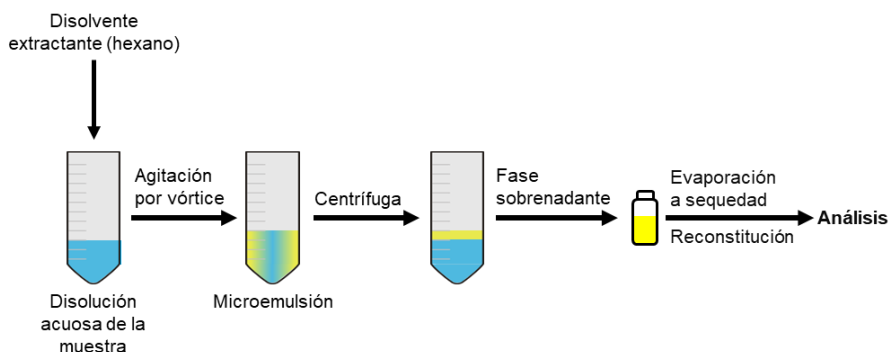 Disolvente
extractante (hexano)
Agitación
por vórtice
Centrífuga
Fase
sobrenadante
Evaporación
a sequedad
Reconstitución
Análisis
Disolución
acuosa de la
muestra
Microemulsión